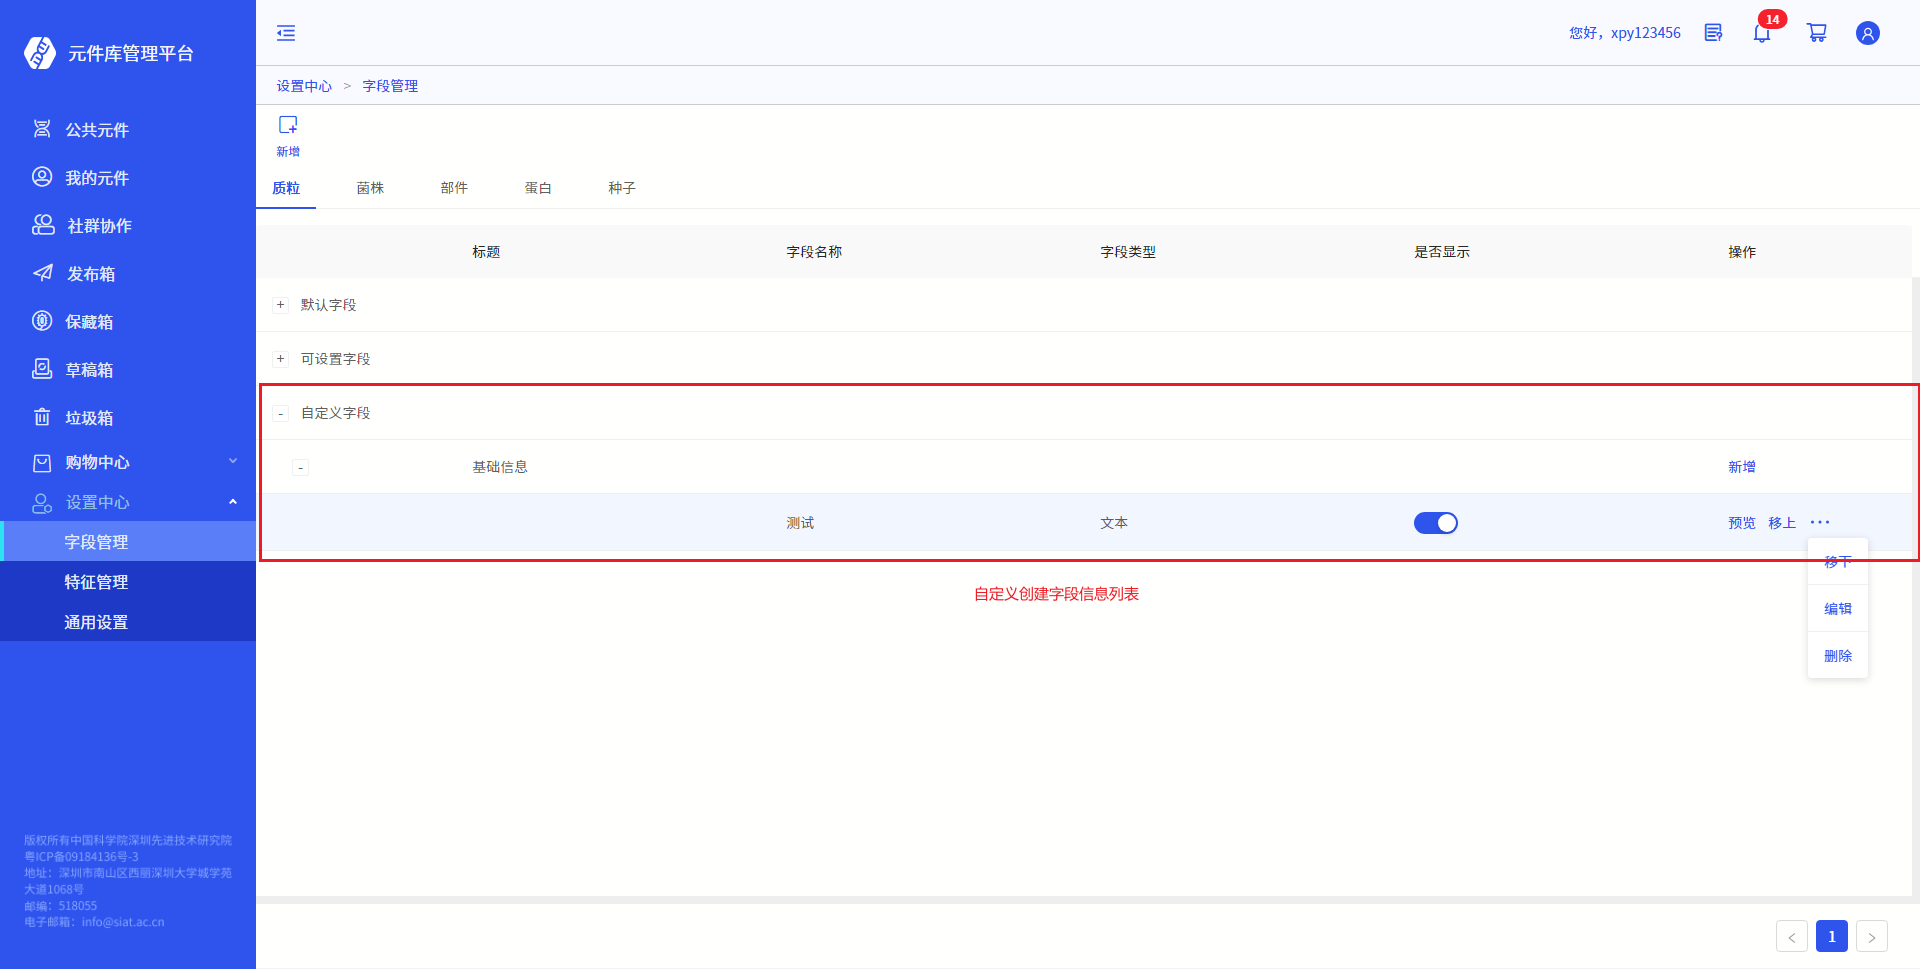 元件库管理平台
您好，xpy123456
14
设置中心 > 字段管理
新增
质粒 菌株 部件 蛋白 种子
标题 字段名称 字段类型 是否显示 操作
+ 默认字段
+ 可设置字段
- 自定义字段
- 基础信息 新增
测试 文本 预览 移上 ···
移下
编辑
删除
自定义创建字段信息列表
公共元件
我的元件
社群协作
发布箱
保藏箱
草稿箱
垃圾箱
购物中心
设置中心
字段管理
特征管理
通用设置
版权所有中国科学院深圳先进技术研究院
粤ICP备09184136号-3
地址：深圳市南山区西丽深圳大学城学苑
大道1068号
邮编：518055
电子邮箱：info@siat.ac.cn
< 1 >